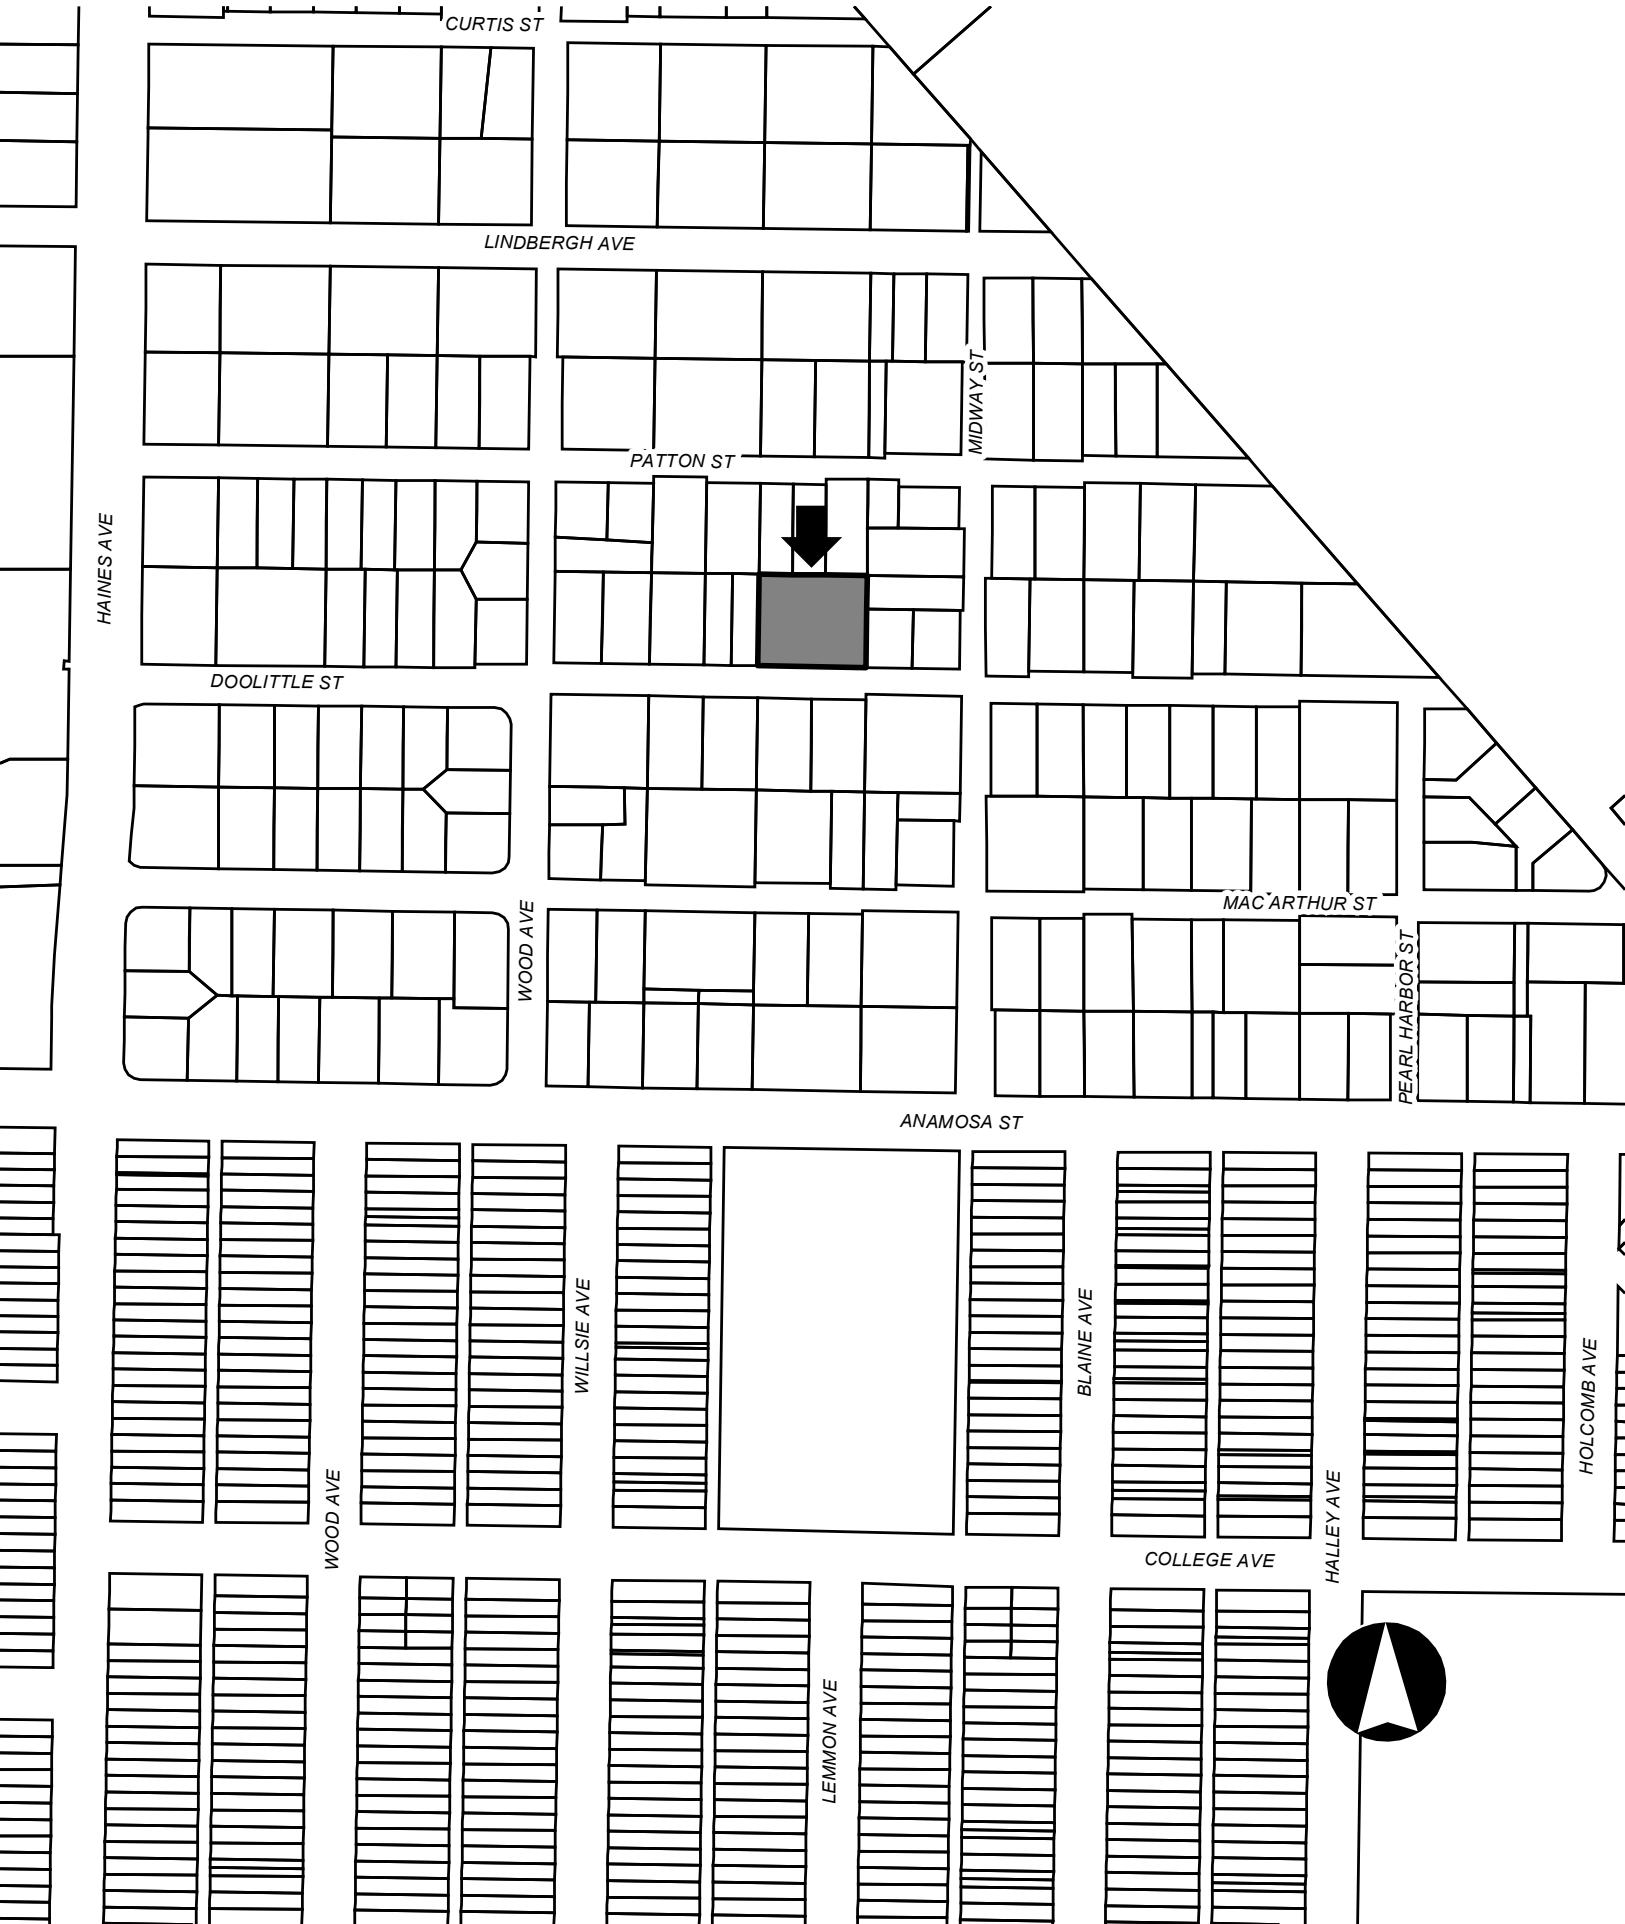 CURTIS ST
LINDBERGH AVE
MIDWAY ST
PATTON ST
HAINES AVE
DOOLITTLE ST
MAC ARTHUR ST
WOOD AVE
PEARL HARBOR ST
ANAMOSA ST
WILLSIE AVE
BLAINE AVE
HOLCOMB AVE
WOOD AVE
HALLEY AVE
COLLEGE AVE
LEMMON AVE